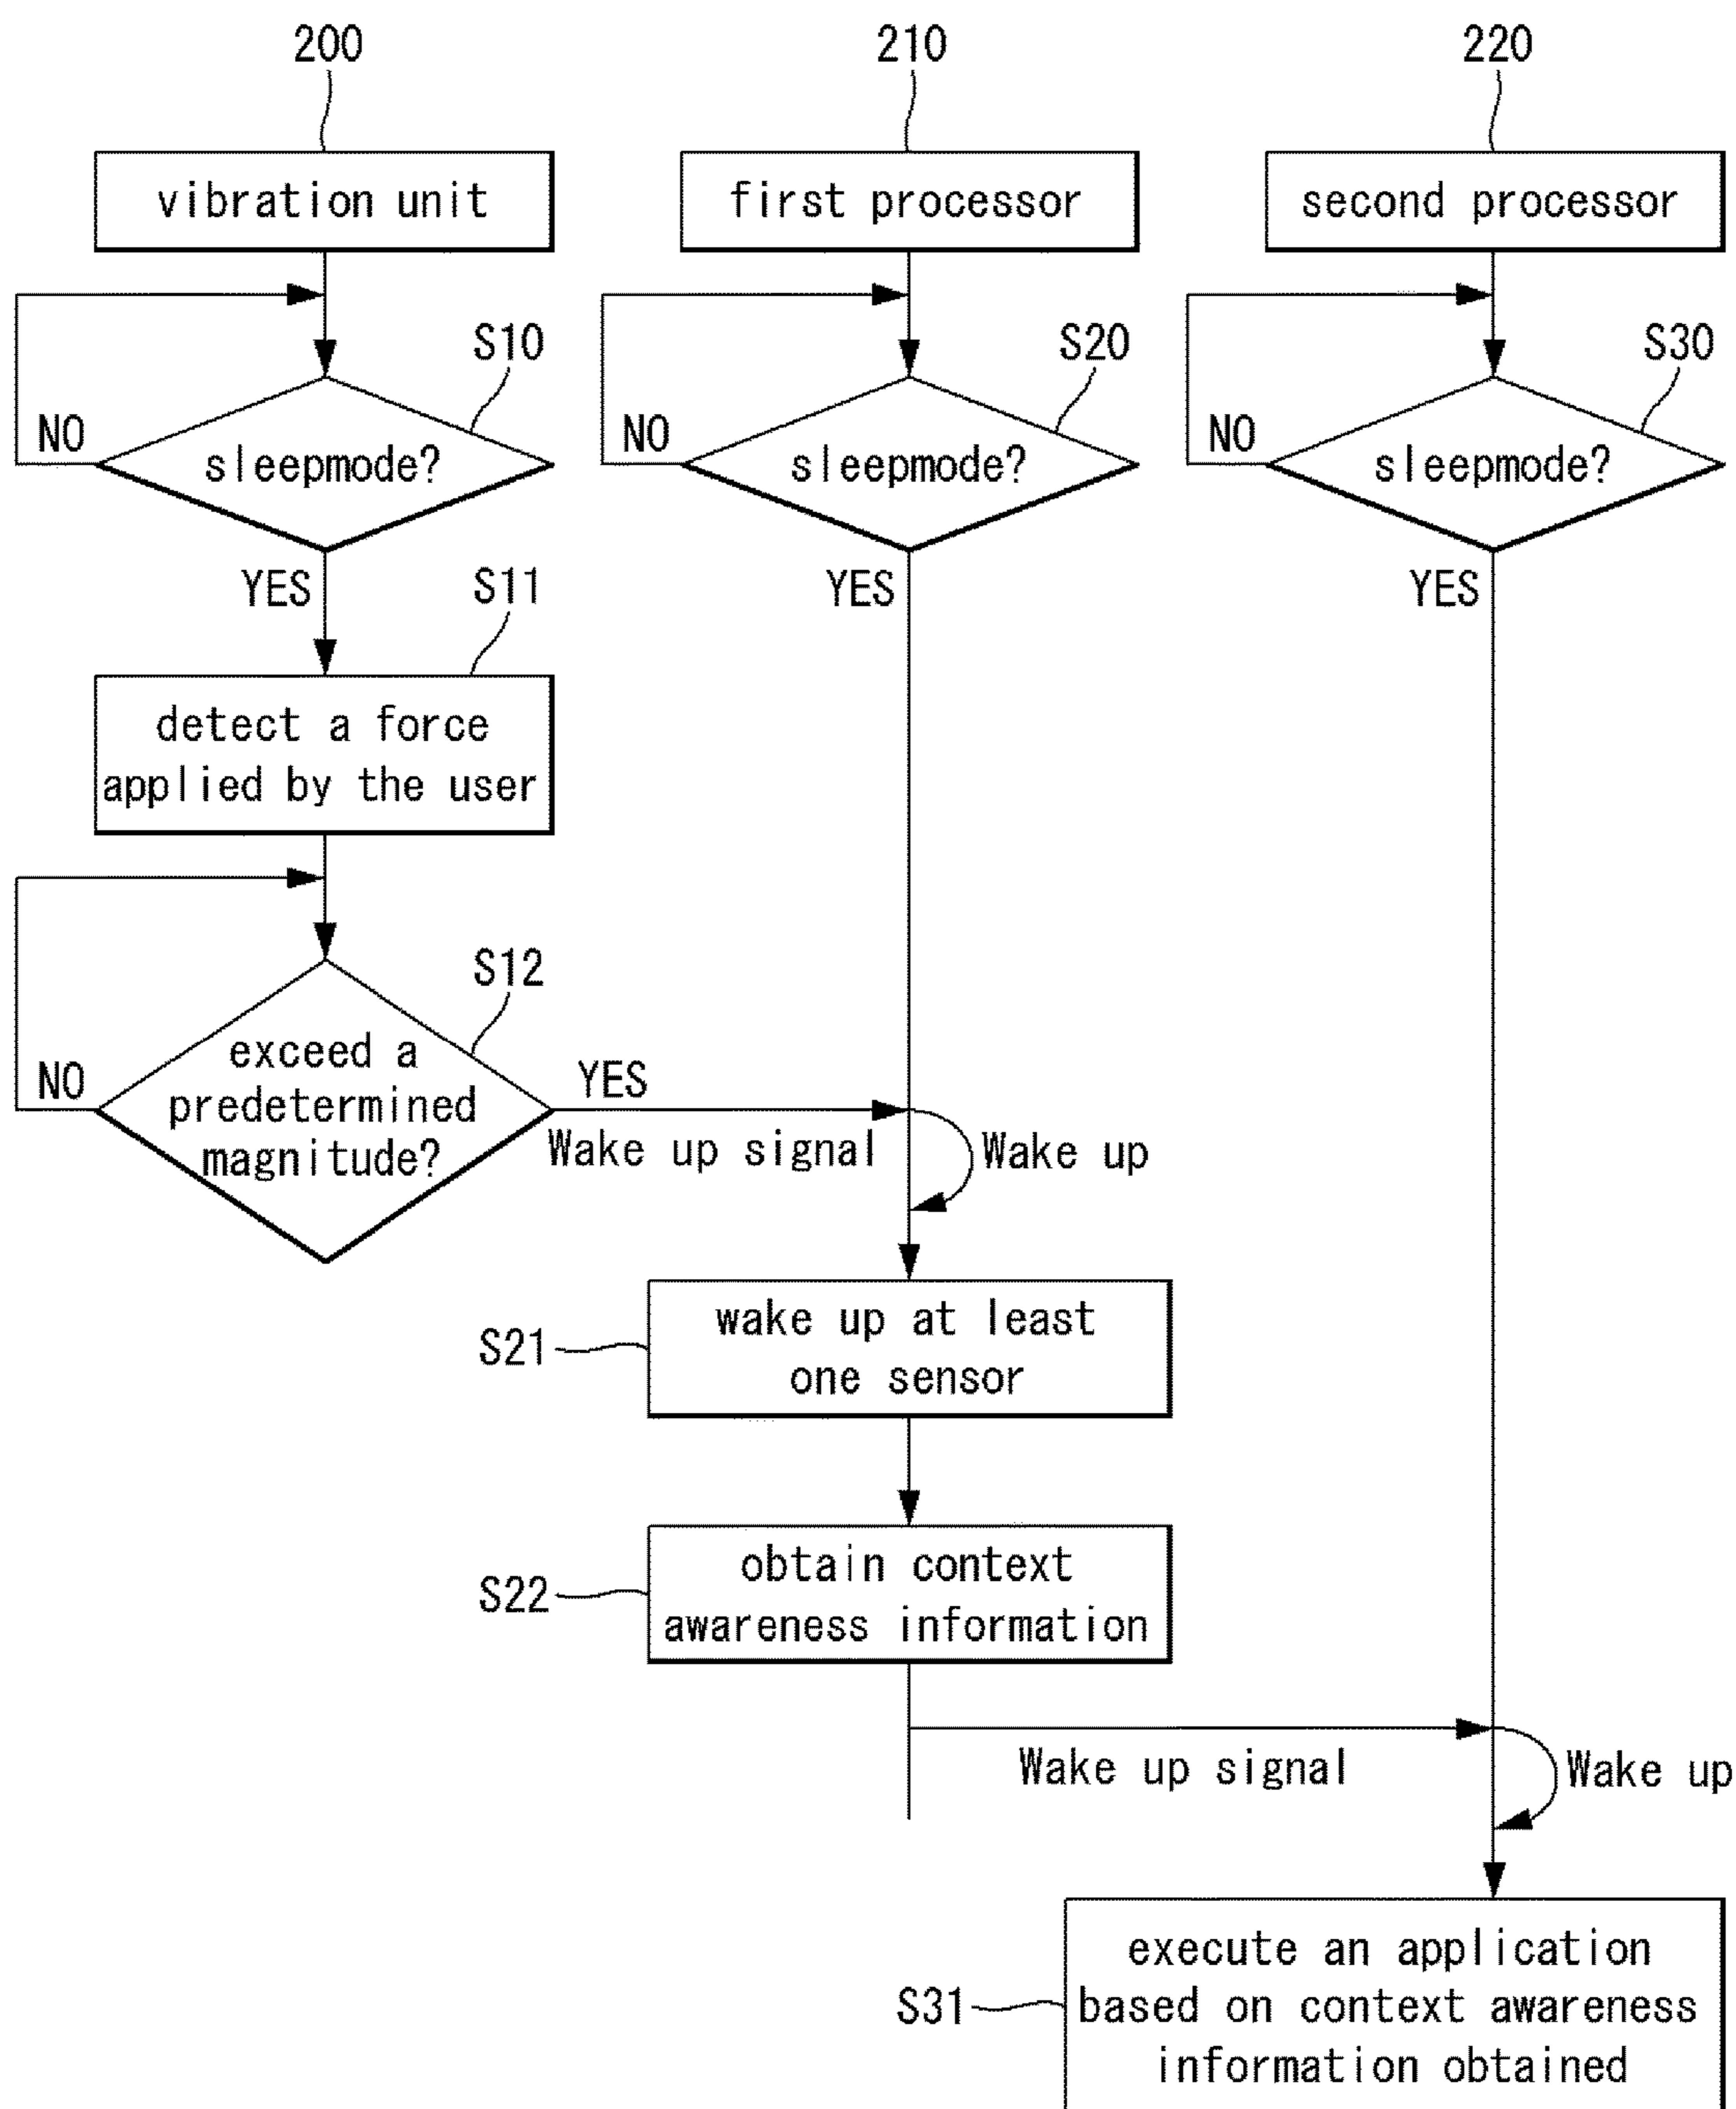 200
210
220
vibration unit
first processor
second processor
S10
S20
S30
NO
sleepmode?
NO
sleepmode?
NO
sleepmode?
YES
S11
YES
YES
detect a force
applied by the user
S12
exceed a
predetermined
magnitude?
NO
YES
Wake up signal
Wake up
S21
wake up at least
one sensor
S22
obtain context
awareness information
Wake up signal
Wake up
S31
execute an application
based on context awareness
information obtained